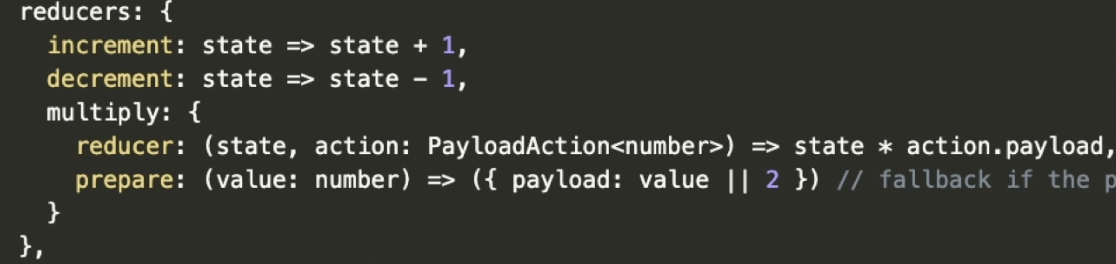 reducers: {
increment: state => state + 1,
decrement: state => state - 1,
multiply: {
reducer: (state, action: PayloadAction<number>) => state * action.payload,
prepare: (value: number) => ({ payload: value || 2 }) // fallback if the
}
},